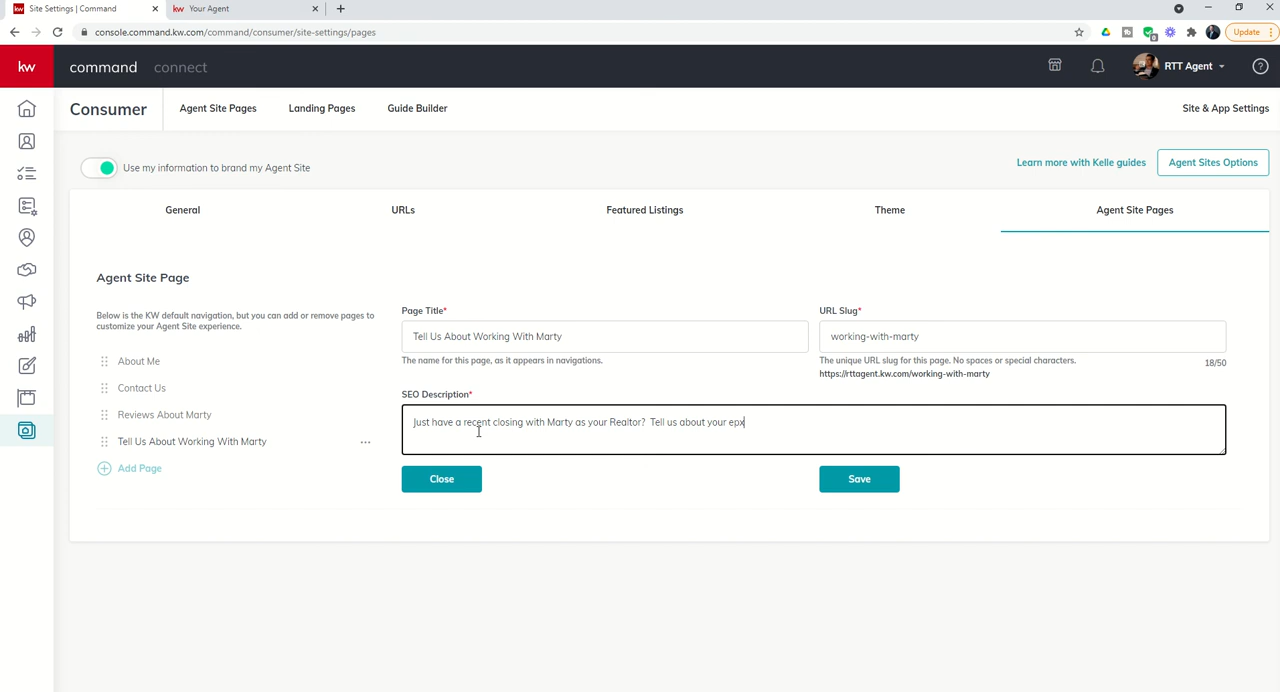 kw Site Settings | Command
kw Your Agent
console.command.kw.com/command/consumer/site-settings/pages
Update
kw command connect RTT Agent
Consumer Agent Site Pages Landing Pages Guide Builder Site & App Settings
Use my information to brand my Agent Site Learn more with Kelle guides Agent Sites Options
General URLs Featured Listings Theme Agent Site Pages
Agent Site Page
Below is the KW default navigation, but you can add or remove pages to
customize your Agent Site experience.
About Me
Contact Us
Reviews About Marty
Tell Us About Working With Marty
Add Page
Page Title*
Tell Us About Working With Marty
The name for this page, as it appears in navigations.
URL Slug*
working-with-marty
The unique URL slug for this page. No spaces or special characters. 18/50
https://rttagent.kw.com/working-with-marty
SEO Description*
Just have a recent closing with Marty as your Realtor? Tell us about your epx
Close Save